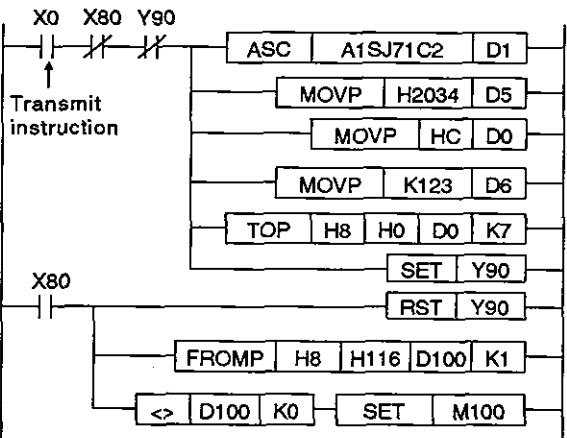 X0 X80 Y90
ASC A1SJ71C2 D1
Transmit
instruction
MOVP H2034 D5
MOVP HC D0
MOVP K123 D6
TOP H8 H0 D0 K7
SET Y90
X80
RST Y90
FROMP H8 H116 D100 K1
<> D100 K0 SET M100